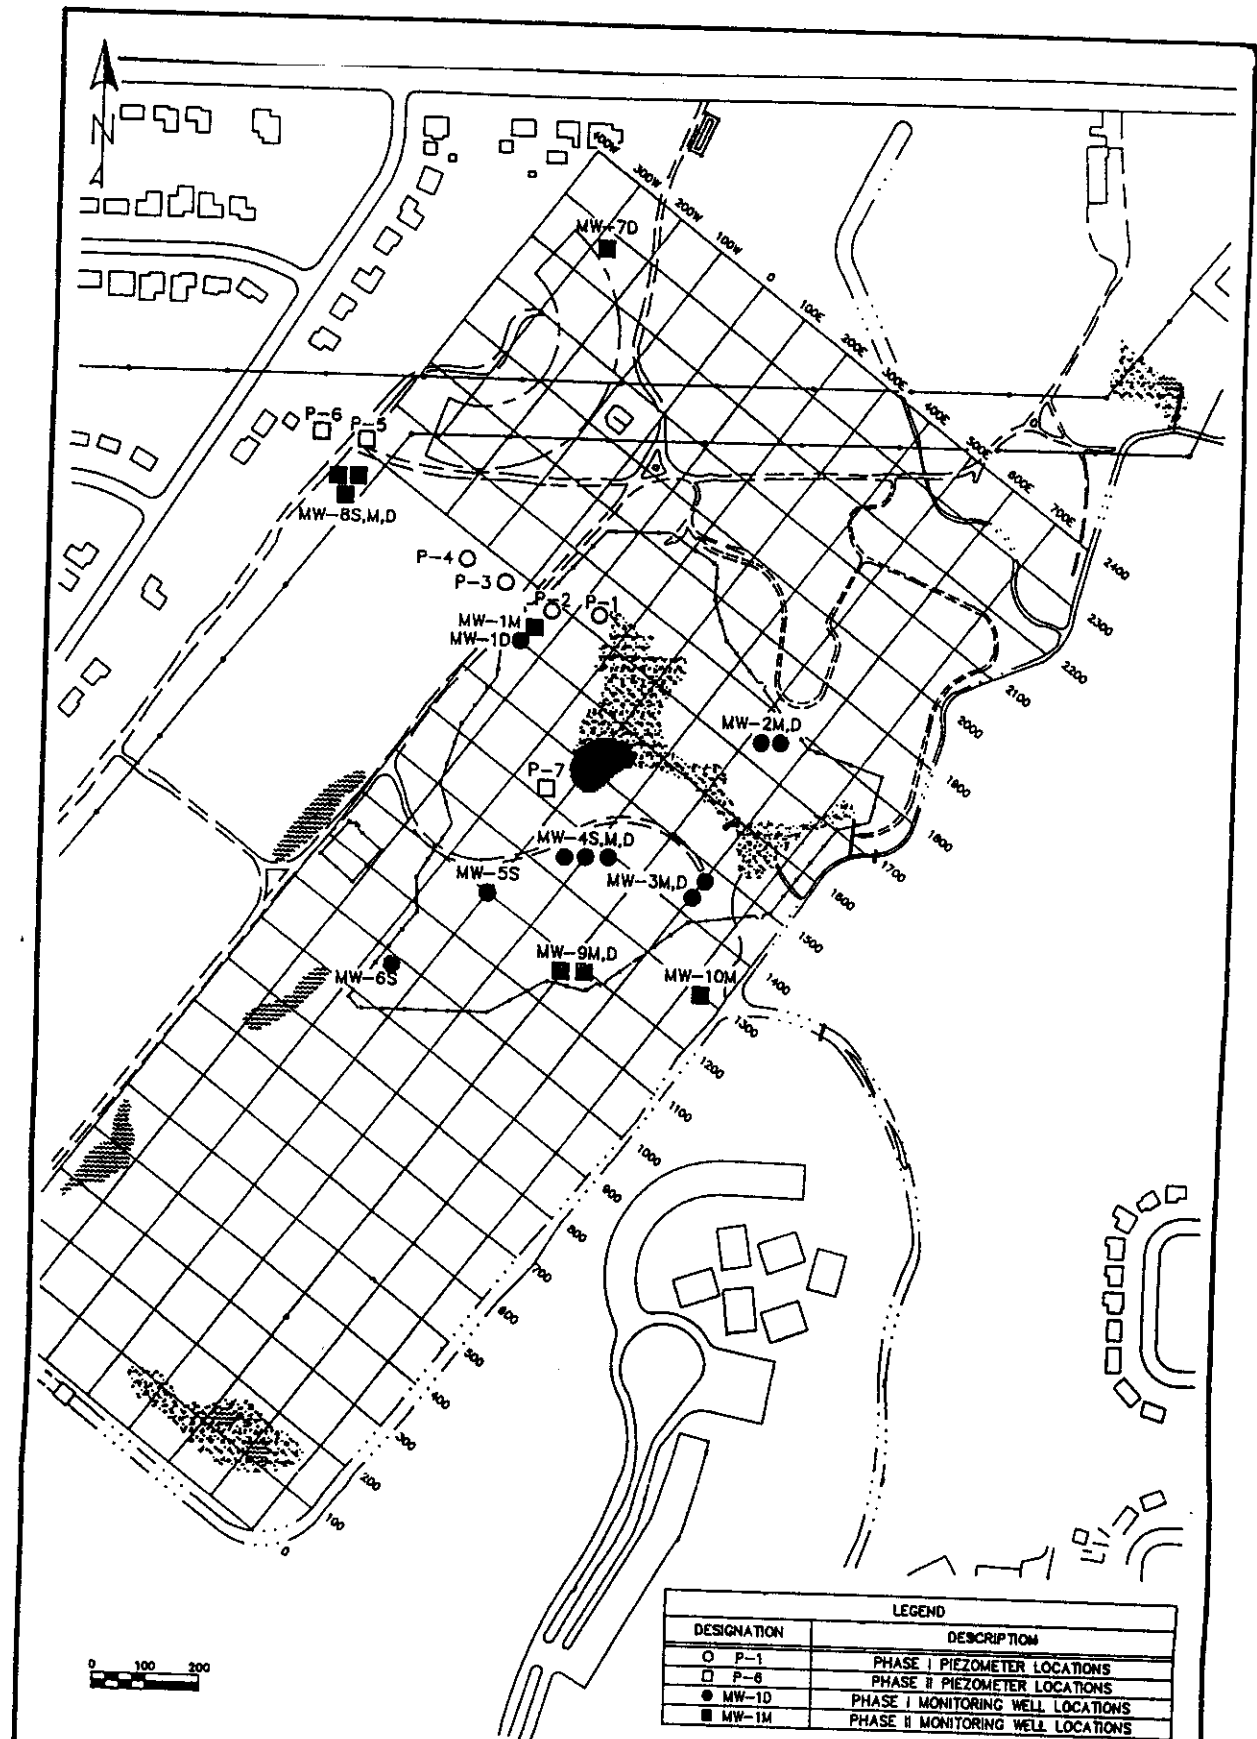 N
400W
300W
200W
100W
0
100E
200E
300E
400E
500E
600E
700E
MW-7D
P-6
P-5
MW-8S,M,D
P-4
P-3
P-2
P-1
MW-1M
MW-1D
MW-2M,D
P-7
MW-4S,M,D
MW-3M,D
MW-5S
MW-9M,D
MW-6S
MW-10M
2400
2300
2200
2100
2000
1900
1800
1700
1600
1500
1400
1300
1200
1100
1000
900
800
700
600
500
400
300
200
100
0
0 100 200
LEGEND
DESIGNATION DESCRIPTION
P-1 PHASE I PIEZOMETER LOCATIONS
P-6 PHASE II PIEZOMETER LOCATIONS
MW-1D PHASE I MONITORING WELL LOCATIONS
MW-1M PHASE II MONITORING WELL LOCATIONS